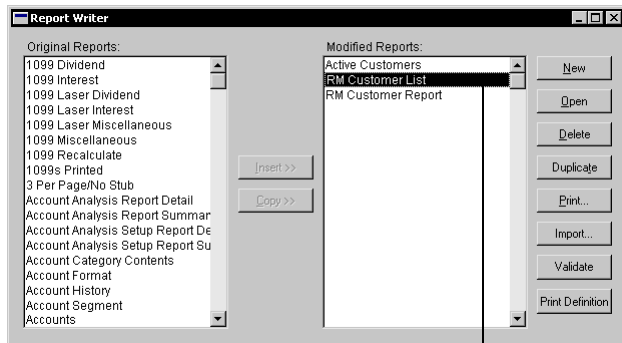 Report Writer
Original Reports:
1099 Dividend
1099 Interest
1099 Laser Dividend
1099 Laser Interest
1099 Laser Miscellaneous
1099 Miscellaneous
1099 Recalculate
1099s Printed
3 Per Page/No Stub
Account Analysis Report Detail
Account Analysis Report Summar
Account Analysis Setup Report De
Account Analysis Setup Report Su
Account Category Contents
Account Format
Account History
Account Segment
Accounts
Insert >>
Copy >>
Modified Reports:
Active Customers
RM Customer List
RM Customer Report
New
Open
Delete
Duplicate
Print...
Import...
Validate
Print Definition